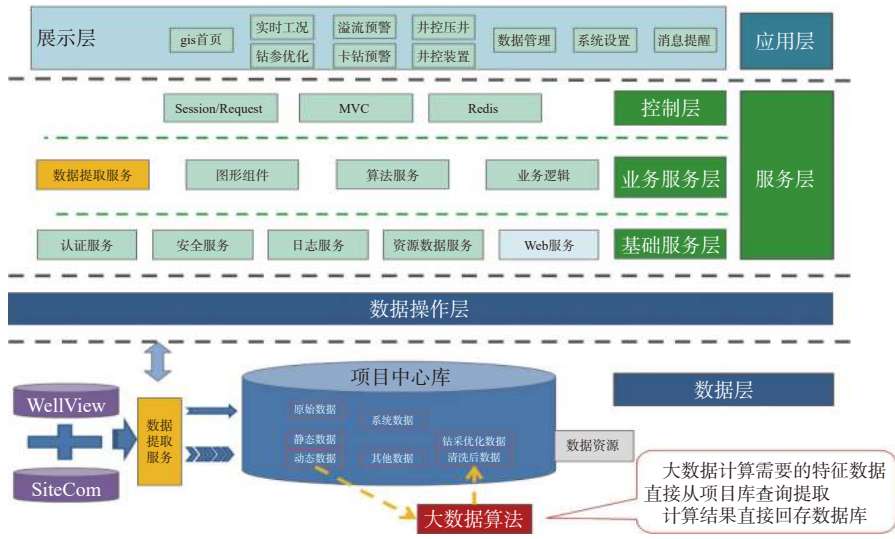 展示层
gis首页
实时工况
溢流预警
井控压井
钻参优化
卡钻预警
井控装置
数据管理
系统设置
消息提醒
应用层
Session/Request
MVC
Redis
控制层
数据提取服务
图形组件
算法服务
业务逻辑
业务服务层
服务层
认证服务
安全服务
日志服务
资源数据服务
Web服务
基础服务层
数据操作层
项目中心库
数据层
WellView
SiteCom
数据
提取
服务
原始数据
系统数据
静态数据
动态数据
其他数据
钻采优化数据
清洗后数据
数据资源
大数据算法
大数据计算需要的特征数据
直接从项目库查询提取
计算结果直接回存数据库